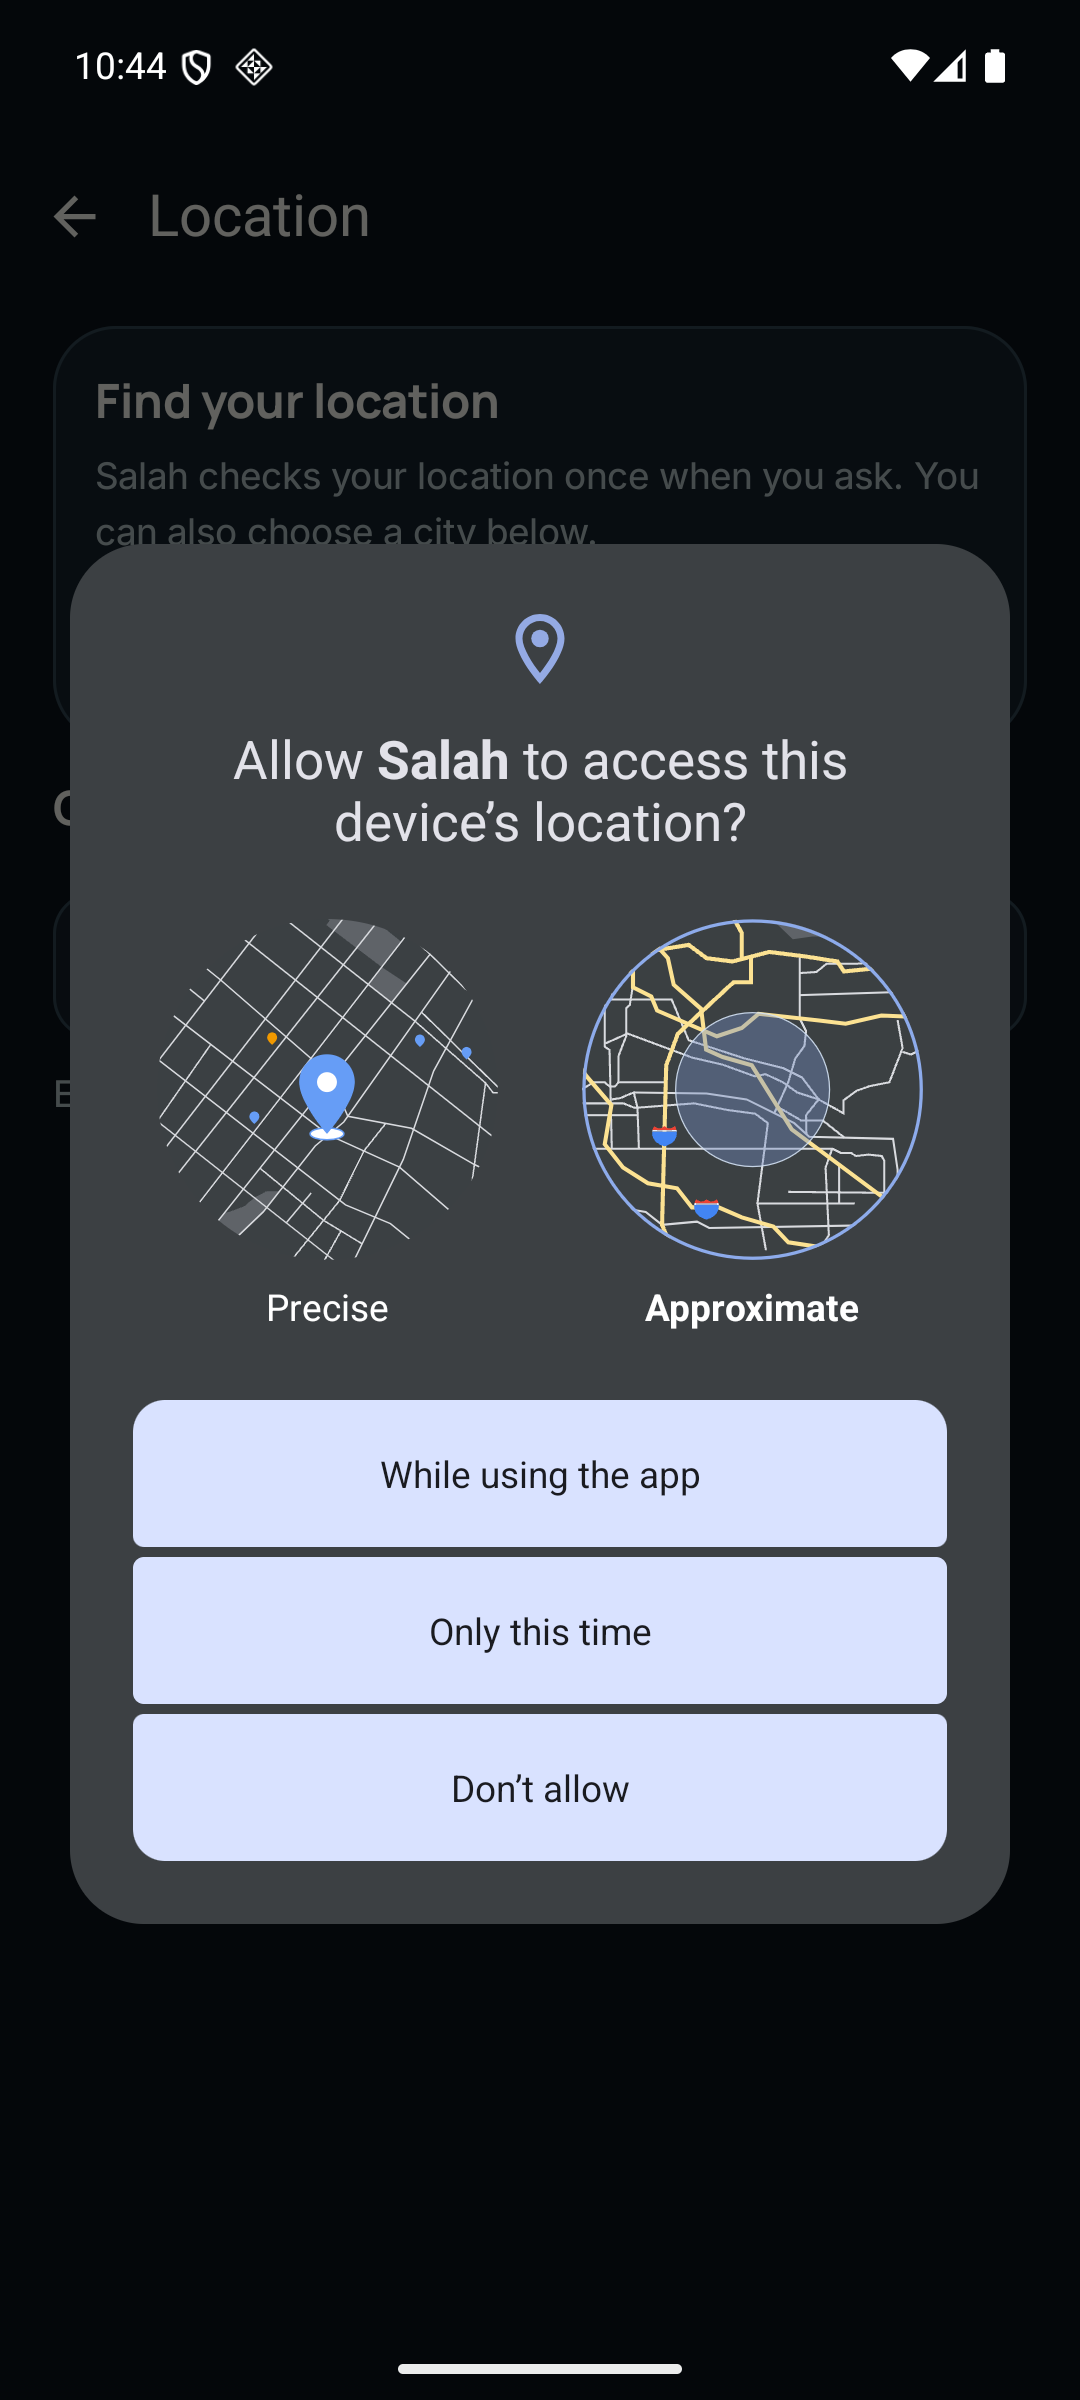 10:44
Location
Find your location
Salah checks your location once when you ask. You
can also choose a city below.
Allow Salah to access this
device’s location?
Precise
Approximate
While using the app
Only this time
Don’t allow